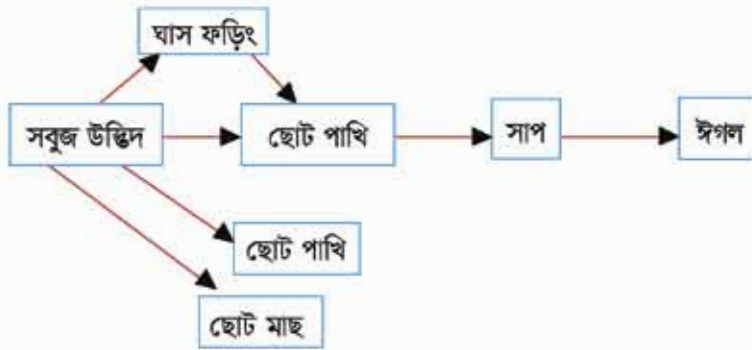 ঘাস ফড়িং
সবুজ উদ্ভিদ
ছোট পাখি
সাপ
ঈগল
ছোট পাখি
ছোট মাছ